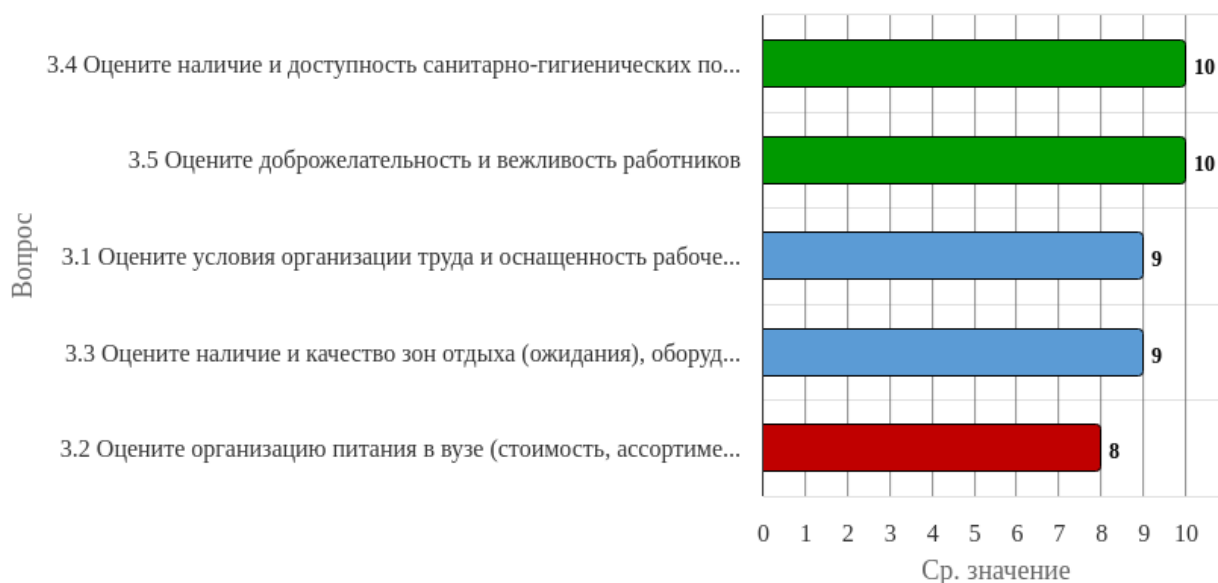 3.4 Оцените наличие и доступность санитарно-гигиенических по...
10
3.5 Оцените доброжелательность и вежливость работников
10
Вопрос
3.1 Оцените условия организации труда и оснащенность рабоче...
9
3.3 Оцените наличие и качество зон отдыха (ожидания), оборуд...
9
3.2 Оцените организацию питания в вузе (стоимость, ассортиме...
8
0 1 2 3 4 5 6 7 8 9 10
Ср. значение